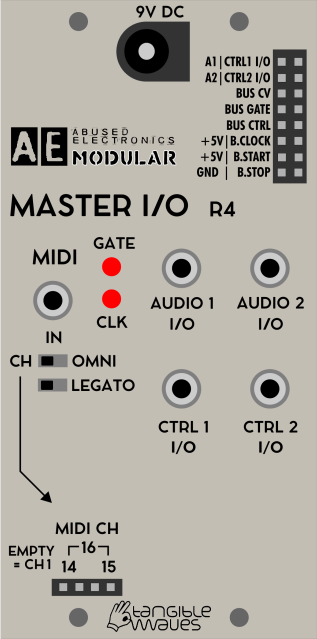 9V DC
A1|CTRL1 I/O
A2|CTRL2 I/O
BUS CV
BUS GATE
BUS CTRL
+5V|B.CLOCK
+5V| B.START
GND | B.STOP
AE ABUSED
ELECTRONICS
MODULAR
MASTER I/O R4
MIDI
GATE
CLK
IN
AUDIO 1
I/O
AUDIO 2
I/O
CH OMNI
LEGATO
CTRL 1
I/O
CTRL 2
I/O
MIDI CH
EMPTY
= CH1
16
14 15
tangible
waves